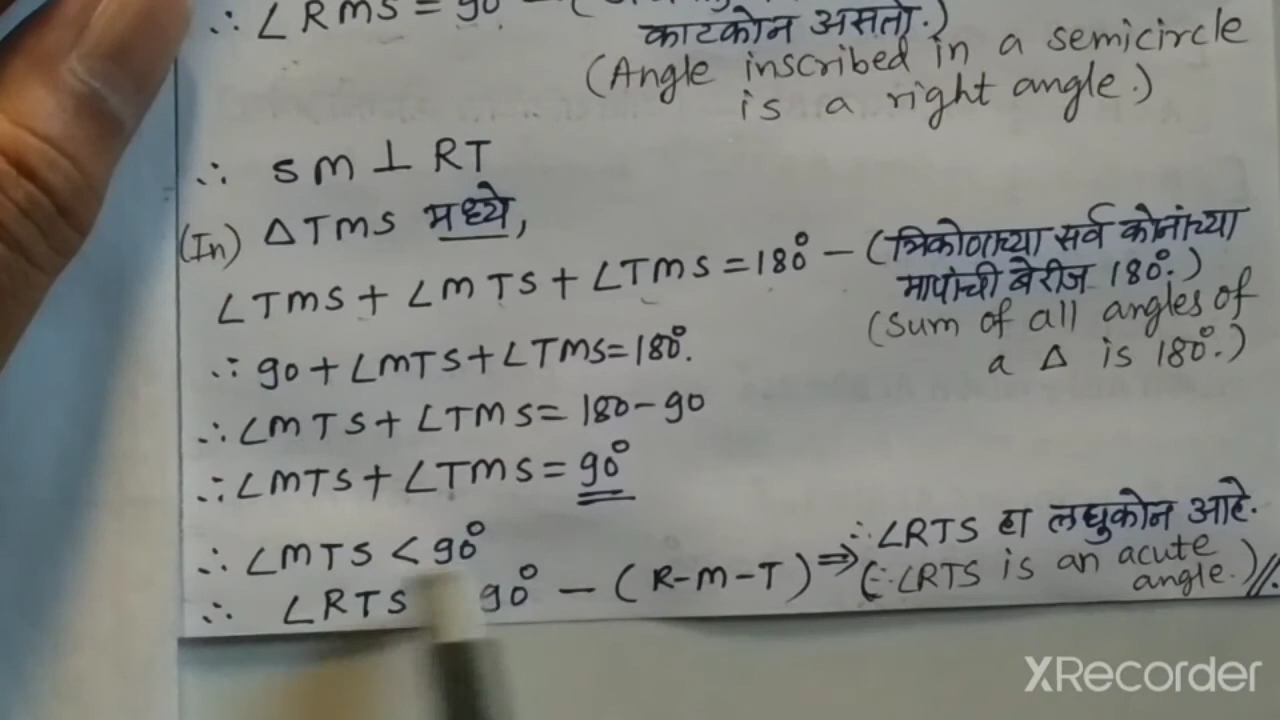 ∴ ∠RMS = 90
काटकोन असतो.)
(Angle inscribed in a semicircle
is a right angle.)
∴ SM ⊥ RT
(In) △TMS मध्ये,
∠TMS + ∠MTS + ∠TMS = 180° – (त्रिकोणाच्या सर्व कोनांच्या
मापांची बेरीज 180°.)
(Sum of all angles of
a △ is 180°.)
∴ 90 + ∠MTS + ∠TMS = 180°.
∴ ∠MTS + ∠TMS = 180 – 90
∴ ∠MTS + ∠TMS = 90°
∴ ∠MTS < 90°
∴ ∠RTS 90° – (R-M-T) ⇒ ∴ ∠RTS हा लघुकोन आहे.
(∴ ∠RTS is an acute
angle.)//.
XRecorder